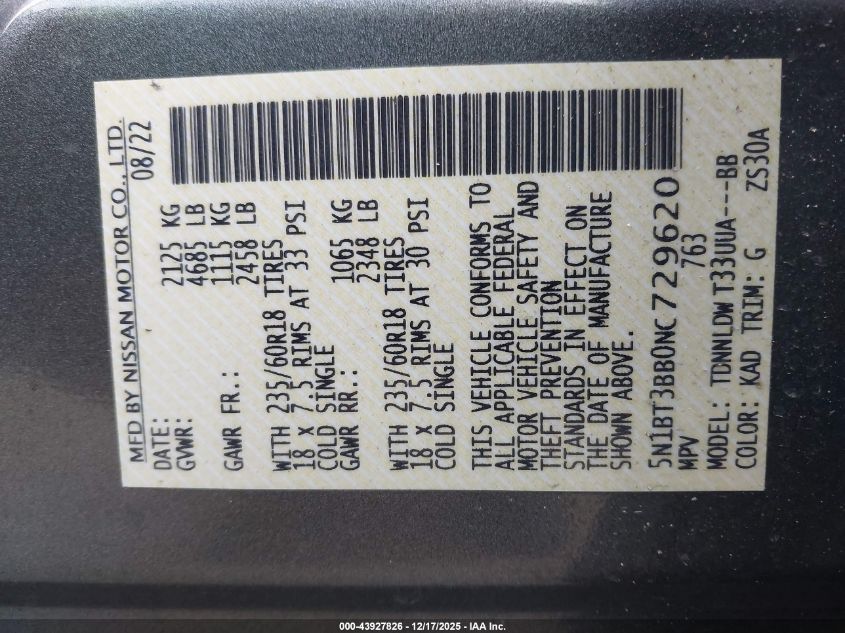 MFD BY NISSAN MOTOR CO., LTD.
DATE: 08/22
GVWR: 2125 KG
4685 LB
GAWR FR.: 1115 KG
2458 LB
WITH 235/60R18 TIRES
18 X 7.5 RIMS AT 33 PSI
COLD SINGLE
GAWR RR.: 1065 KG
2348 LB
WITH 235/60R18 TIRES
18 X 7.5 RIMS AT 30 PSI
COLD SINGLE
THIS VEHICLE CONFORMS TO
ALL APPLICABLE FEDERAL
MOTOR VEHICLE SAFETY AND
THEFT PREVENTION
STANDARDS IN EFFECT ON
THE DATE OF MANUFACTURE
SHOWN ABOVE.
5N1BT3BB0NC729620
MPV 763
MODEL: TDNNLDW T33UUA---BB
COLOR: KAD TRIM: G ZS30A
000-43927826 - 12/17/2025 - IAA Inc.